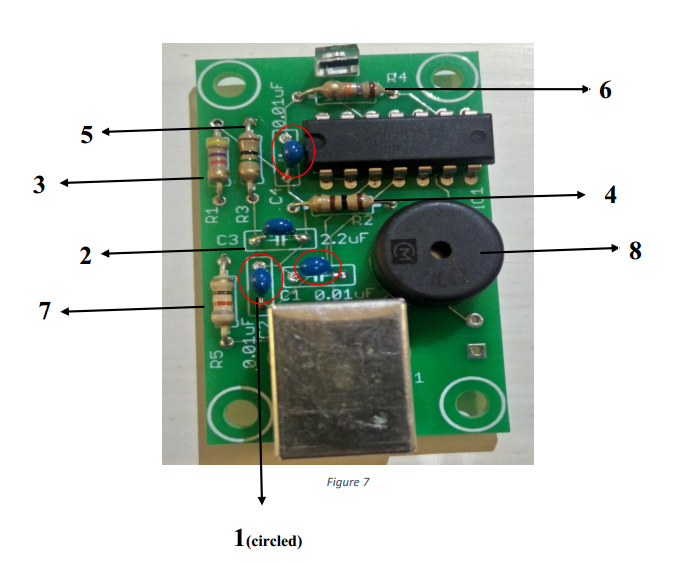 R4
0.01uF
6
5
4
3
R1
R3
C4
IC1
R2
C3
2.2uF
2
8
7
C1 0.01uF
R5
0.01uF
C2
1
Figure 7
1(circled)